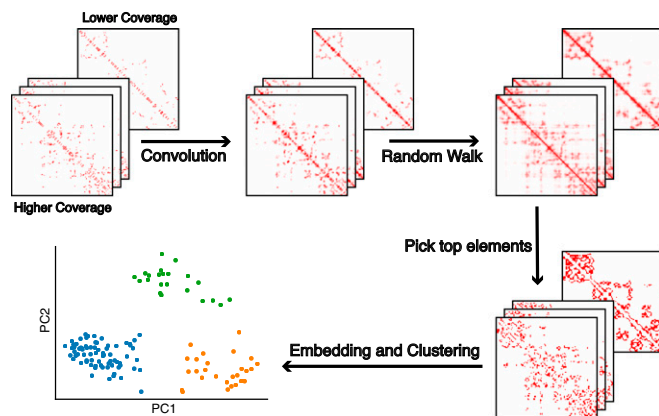 Lower Coverage
Convolution
Random Walk
Higher Coverage
Pick top elements
PC2
Embedding and Clustering
PC1